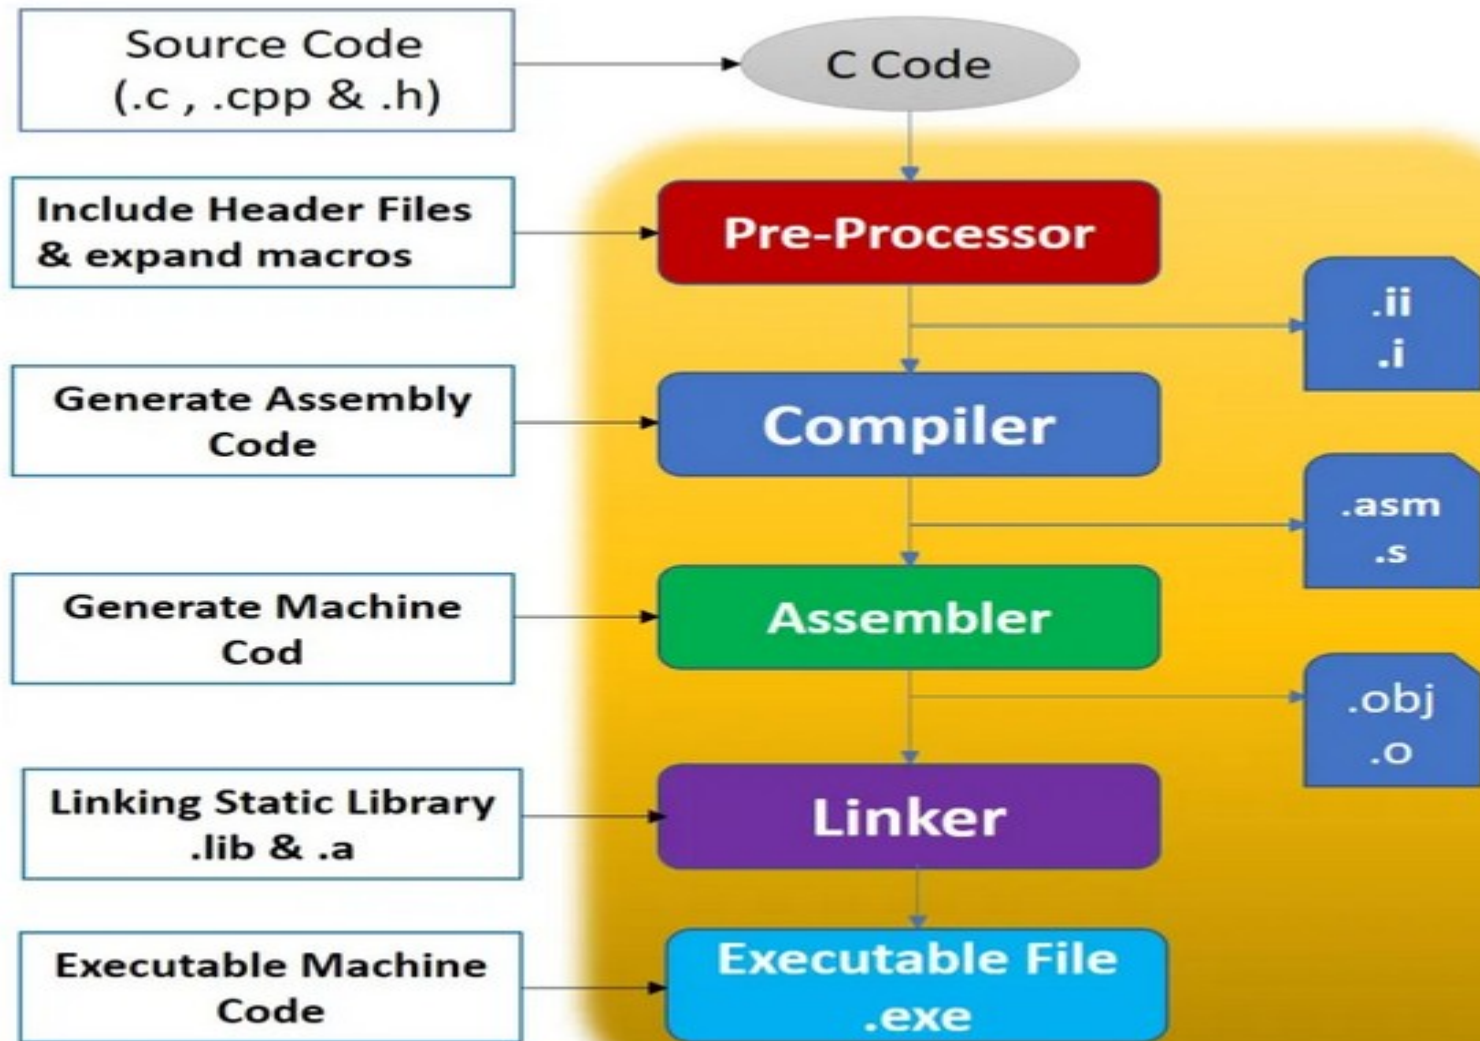 Source Code
(.c , .cpp & .h)
C Code
Include Header Files
& expand macros
Pre-Processor
.ii
.i
Generate Assembly
Code
Compiler
.asm
.s
Generate Machine
Cod
Assembler
.obj
.o
Linking Static Library
.lib & .a
Linker
Executable Machine
Code
Executable File
.exe